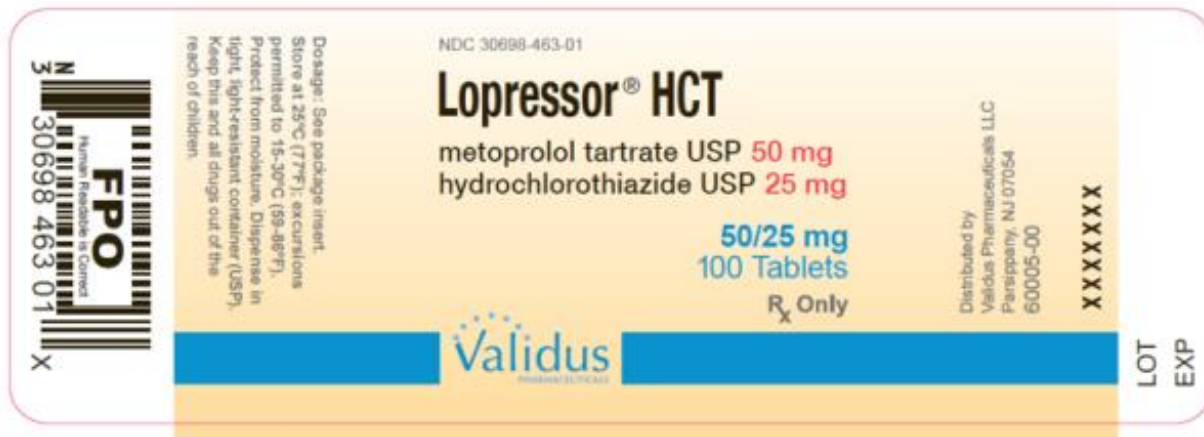 N
3 30698 463 01 X
FPO
Human Readable is Correct
Dosage: See package insert.
Store at 25°C (77°F); excursions
permitted to 15-30°C (59-86°F).
Protect from moisture. Dispense in
tight, light-resistant container (USP).
Keep this and all drugs out of the
reach of children.
NDC 30698-463-01
Lopressor® HCT
metoprolol tartrate USP 50 mg
hydrochlorothiazide USP 25 mg
50/25 mg
100 Tablets
Rx Only
Validus
PHARMACEUTICALS
Distributed by
Validus Pharmaceuticals LLC
Parsippany, NJ 07054
60005-00
XXXXXXX
LOT
EXP